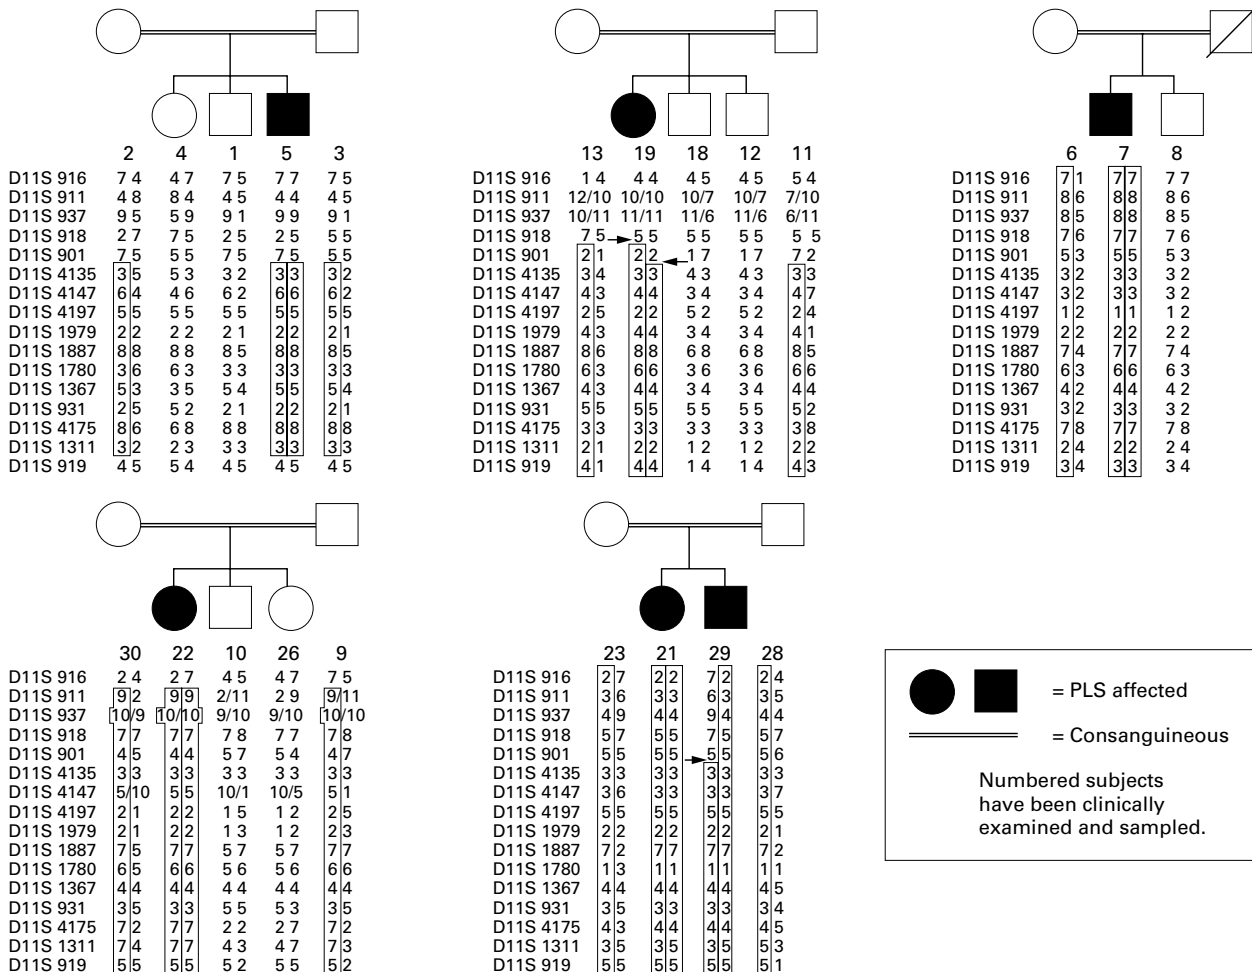 2 4 1 5 3
D11S 916 7 4 4 7 7 5 7 7 7 5
D11S 911 4 8 8 4 4 5 4 4 4 5
D11S 937 9 5 5 9 9 1 9 9 9 1
D11S 918 2 7 7 5 2 5 2 5 5 5
D11S 901 7 5 5 5 7 5 7 5 5 5
D11S 4135 3 5 5 3 3 2 3 3 3 2
D11S 4147 6 4 4 6 6 2 6 6 6 2
D11S 4197 5 5 5 5 5 5 5 5 5 5
D11S 1979 2 2 2 2 2 1 2 2 2 1
D11S 1887 8 8 8 8 8 5 8 8 8 5
D11S 1780 3 6 6 3 3 3 3 3 3 3
D11S 1367 5 3 3 5 5 4 5 5 5 4
D11S 931 2 5 5 2 2 1 2 2 2 1
D11S 4175 8 6 6 8 8 8 8 8 8 8
D11S 1311 3 2 2 3 3 3 3 3 3 3
D11S 919 4 5 5 4 4 5 4 5 4 5
13 19 18 12 11
D11S 916 1 4 4 4 4 5 4 5 5 4
D11S 911 12/10 10/10 10/7 10/7 7/10
D11S 937 10/11 11/11 11/6 11/6 6/11
D11S 918 7 5 5 5 5 5 5 5 5 5
D11S 901 2 1 2 2 1 7 1 7 7 2
D11S 4135 3 4 3 3 4 3 4 3 3 3
D11S 4147 4 3 4 4 3 4 3 4 4 7
D11S 4197 2 5 2 2 5 2 5 2 2 4
D11S 1979 4 3 4 4 3 4 3 4 4 1
D11S 1887 8 6 8 8 6 8 6 8 8 5
D11S 1780 6 3 6 6 3 6 3 6 6 6
D11S 1367 4 3 4 4 3 4 3 4 4 4
D11S 931 5 5 5 5 5 5 5 5 5 2
D11S 4175 3 3 3 3 3 3 3 3 3 8
D11S 1311 2 1 2 2 1 2 1 2 2 2
D11S 919 4 1 4 4 1 4 1 4 4 3
6 7 8
D11S 916 7 1 7 7 7 7
D11S 911 8 6 8 8 8 6
D11S 937 8 5 8 8 8 5
D11S 918 7 6 7 7 7 6
D11S 901 5 3 5 5 5 3
D11S 4135 3 2 3 3 3 2
D11S 4147 3 2 3 3 3 2
D11S 4197 1 2 1 1 1 2
D11S 1979 2 2 2 2 2 2
D11S 1887 7 4 7 7 7 4
D11S 1780 6 3 6 6 6 3
D11S 1367 4 2 4 4 4 2
D11S 931 3 2 3 3 3 2
D11S 4175 7 8 7 7 7 8
D11S 1311 2 4 2 2 2 4
D11S 919 3 4 3 3 3 4
30 22 10 26 9
D11S 916 2 4 2 7 4 5 4 7 7 5
D11S 911 9 2 9 9 2/11 2 9 9/11
D11S 937 10/9 10/10 9/10 9/10 10/10
D11S 918 7 7 7 7 7 8 7 7 7 8
D11S 901 4 5 4 4 5 7 5 4 4 7
D11S 4135 3 3 3 3 3 3 3 3 3 3
D11S 4147 5/10 5 5 10/1 10/5 5 1
D11S 4197 2 1 2 2 1 5 1 2 2 5
D11S 1979 2 1 2 2 1 3 1 2 2 3
D11S 1887 7 5 7 7 5 7 5 7 7 7
D11S 1780 6 5 6 6 5 6 5 6 6 6
D11S 1367 4 4 4 4 4 4 4 4 4 4
D11S 931 3 5 3 3 5 5 5 3 3 5
D11S 4175 7 2 7 7 2 2 2 7 7 2
D11S 1311 7 4 7 7 4 3 4 7 7 3
D11S 919 5 5 5 5 5 2 5 5 5 2
23 21 29 28
D11S 916 2 7 2 2 7 2 2 4
D11S 911 3 6 3 3 6 3 3 5
D11S 937 4 9 4 4 9 4 4 4
D11S 918 5 7 5 5 7 5 5 7
D11S 901 5 5 5 5 5 5 5 6
D11S 4135 3 3 3 3 3 3 3 3
D11S 4147 3 6 3 3 3 3 3 7
D11S 4197 5 5 5 5 5 5 5 5
D11S 1979 2 2 2 2 2 2 2 1
D11S 1887 7 2 7 7 7 7 7 2
D11S 1780 1 3 1 1 1 1 1 1
D11S 1367 4 4 4 4 4 4 4 5
D11S 931 3 5 3 3 3 3 3 4
D11S 4175 4 3 4 4 4 4 4 5
D11S 1311 3 5 3 5 3 5 5 3
D11S 919 5 5 5 5 5 5 5 1
= PLS affected
= Consanguineous
Numbered subjects
have been clinically
examined and sampled.